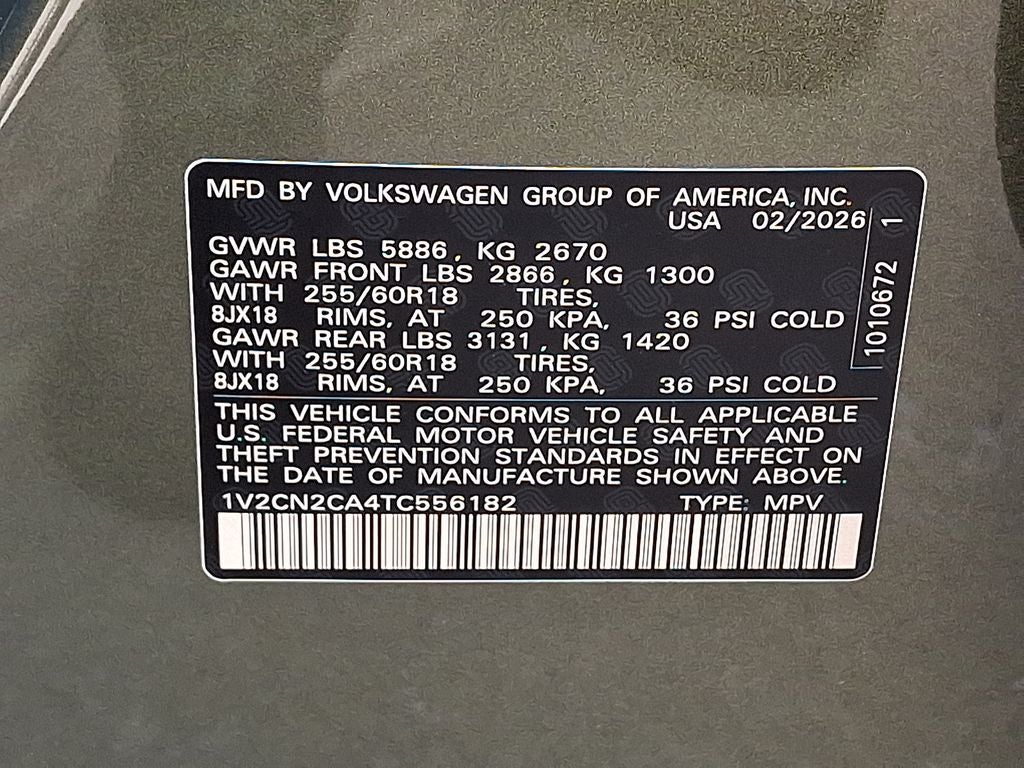 MFD BY VOLKSWAGEN GROUP OF AMERICA, INC.
USA 02/2026
GVWR LBS 5886, KG 2670
GAWR FRONT LBS 2866, KG 1300
WITH 255/60R18 TIRES,
8JX18 RIMS, AT 250 KPA, 36 PSI COLD
GAWR REAR LBS 3131, KG 1420
WITH 255/60R18 TIRES,
8JX18 RIMS, AT 250 KPA, 36 PSI COLD
1010672 1
THIS VEHICLE CONFORMS TO ALL APPLICABLE
U.S. FEDERAL MOTOR VEHICLE SAFETY AND
THEFT PREVENTION STANDARDS IN EFFECT ON
THE DATE OF MANUFACTURE SHOWN ABOVE.
1V2CN2CA4TC556182 TYPE: MPV